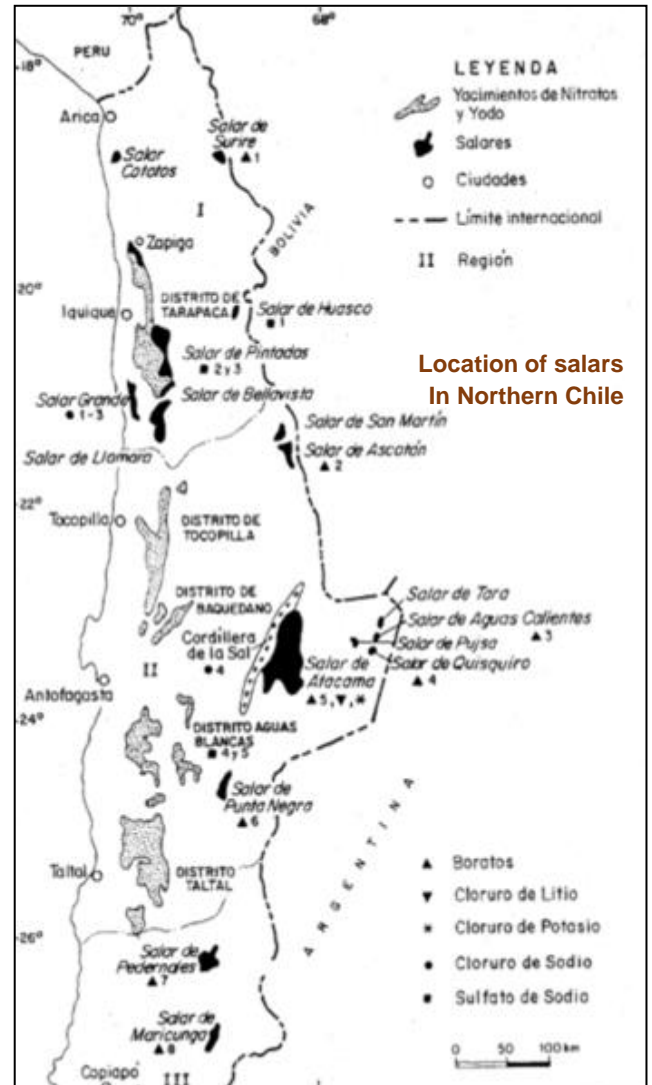 70°
68°
PERU
-18°
LEYENDA
Yacimientos de Nitratos
y Yodo
Salares
Ciudades
Límite internacional
II Región
Arica
Salar de
Surire
▲ 1
Salar
Cototos
I
BOLIVIA
Zapiga
-20°
Iquique
DISTRITO DE
TARAPACA
Salar de Huasco
1
Salar de Pintados
2 y 3
Location of salars
In Northern Chile
Salar de Bellavista
Salar Grande
1-3
Salar de San Martín
Salar de Ascotán
▲ 2
Salar de Llamara
-22°
Tocopilla
DISTRITO DE
TOCOPILLA
DISTRITO DE
BAQUEDANO
Salar de Tara
Salar de Aguas Calientes
▲ 3
Salar de Pujsa
Salar de Quisquiro
▲ 4
Cordillera
de la Sal
4
II
Salar de
Atacama
▲ 5, ▼, ✶
Antofagasta
-24°
DISTRITO AGUAS
BLANCAS
■ 4 y 5
Salar de
Punta Negra
▲ 6
ARGENTINA
Taltal
DISTRITO
TALTAL
▲ Boratos
▼ Cloruro de Litio
✶ Cloruro de Potasio
● Cloruro de Sodio
■ Sulfato de Sodio
-26°
Salar de
Pedernales
▲ 7
Salar de
Maricunga
▲ 8
Copiapó
III
0 50 100 km